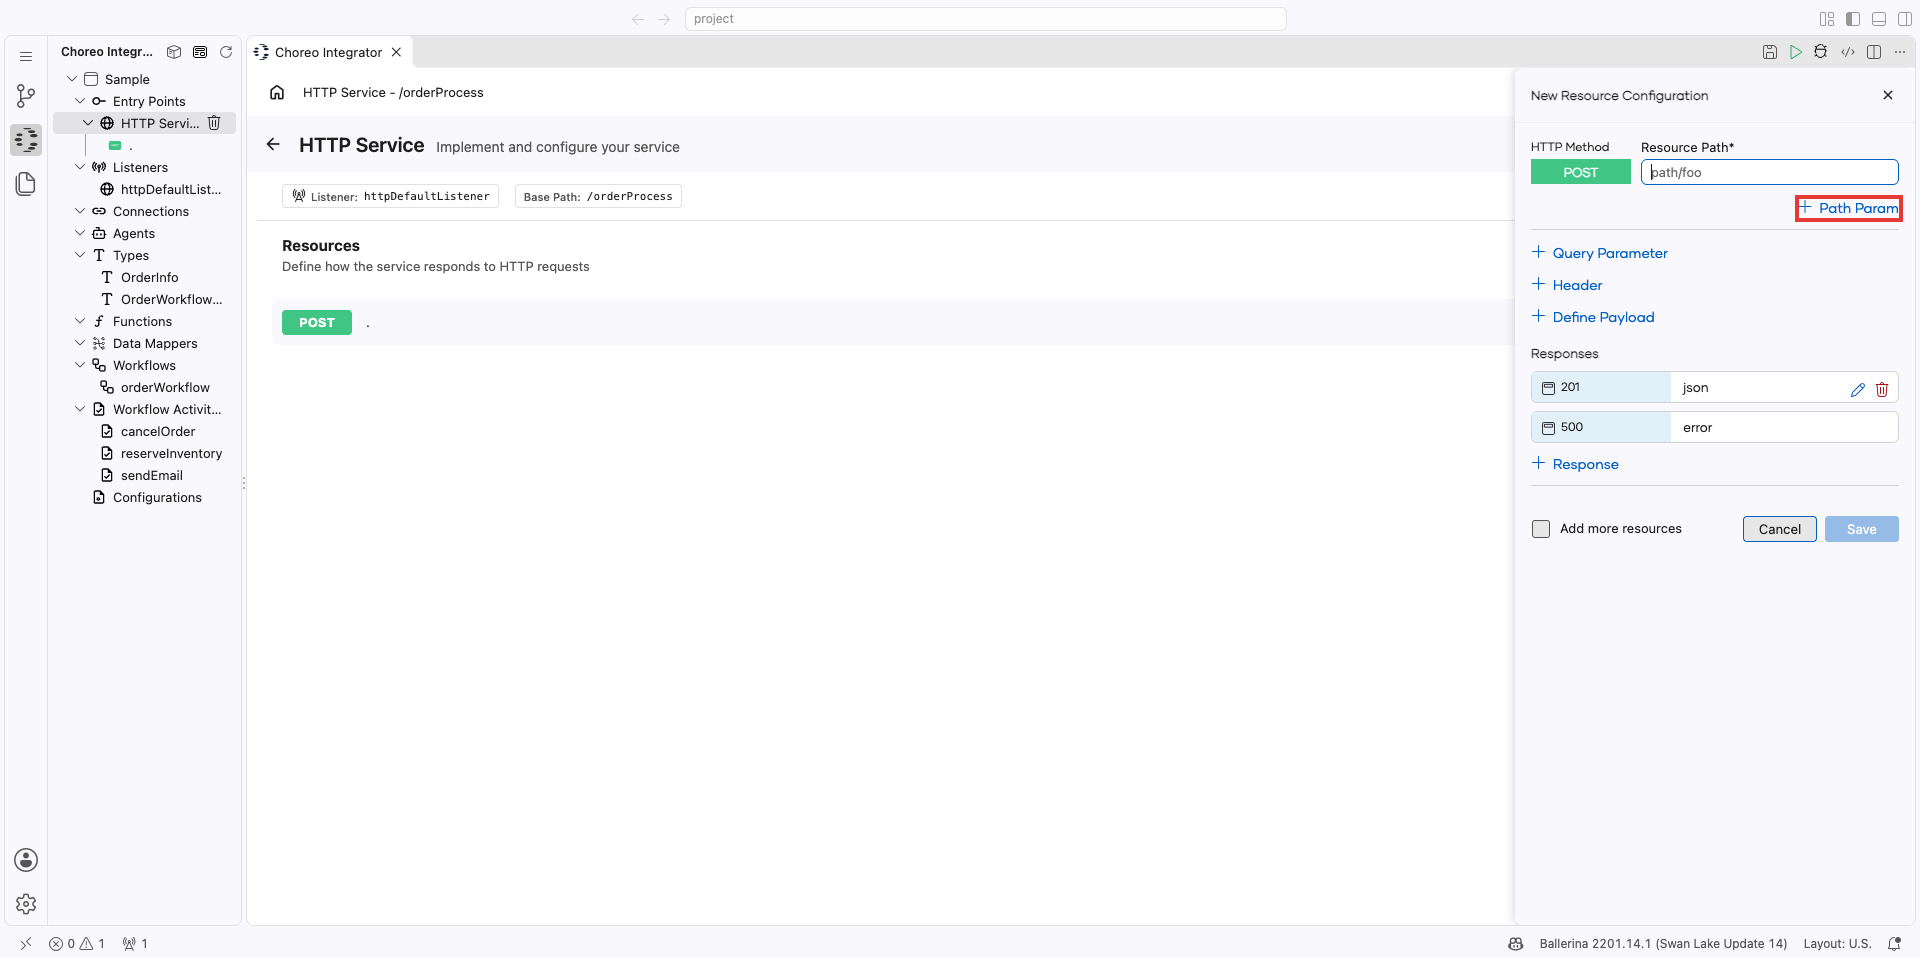 project
Choreo Integr...
Sample
Entry Points
HTTP Servi...
.
Listeners
httpDefaultList...
Connections
Agents
Types
OrderInfo
OrderWorkflow...
Functions
Data Mappers
Workflows
orderWorkflow
Workflow Activit...
cancelOrder
reserveInventory
sendEmail
Configurations
Choreo Integrator
HTTP Service - /orderProcess
HTTP Service Implement and configure your service
Listener: httpDefaultListener Base Path: /orderProcess
Resources
Define how the service responds to HTTP requests
POST .
New Resource Configuration
HTTP Method Resource Path*
POST path/foo
Path Param
Query Parameter
Header
Define Payload
Responses
201 json
500 error
Response
Add more resources Cancel Save
0 1 1 Ballerina 2201.14.1 (Swan Lake Update 14) Layout: U.S.